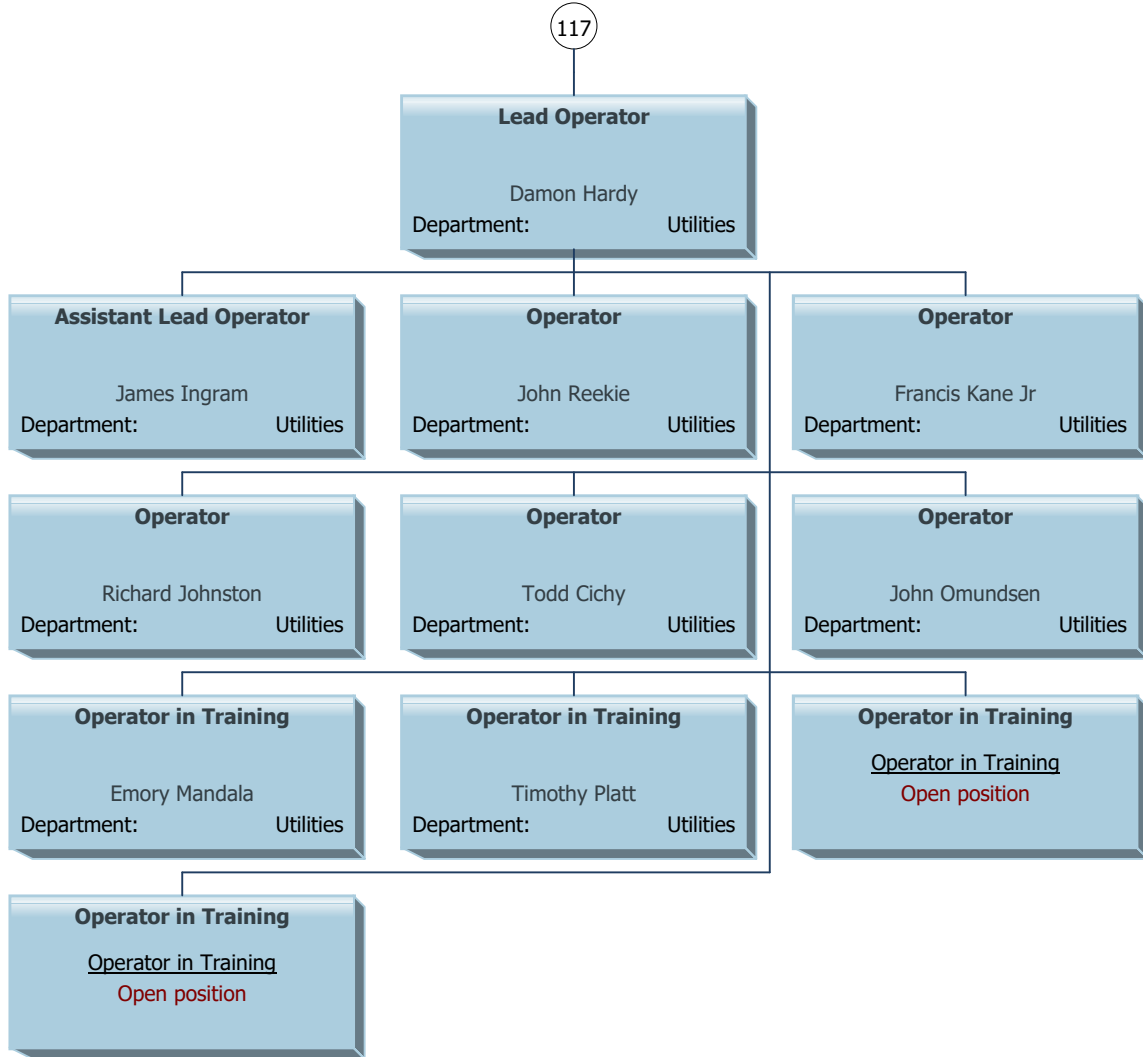 117
Lead Operator
Damon Hardy
Department: Utilities
Assistant Lead Operator
James Ingram
Department: Utilities
Operator
John Reekie
Department: Utilities
Operator
Francis Kane Jr
Department: Utilities
Operator
Richard Johnston
Department: Utilities
Operator
Todd Cichy
Department: Utilities
Operator
John Omundsen
Department: Utilities
Operator in Training
Emory Mandala
Department: Utilities
Operator in Training
Timothy Platt
Department: Utilities
Operator in Training
Operator in Training
Open position
Operator in Training
Operator in Training
Open position